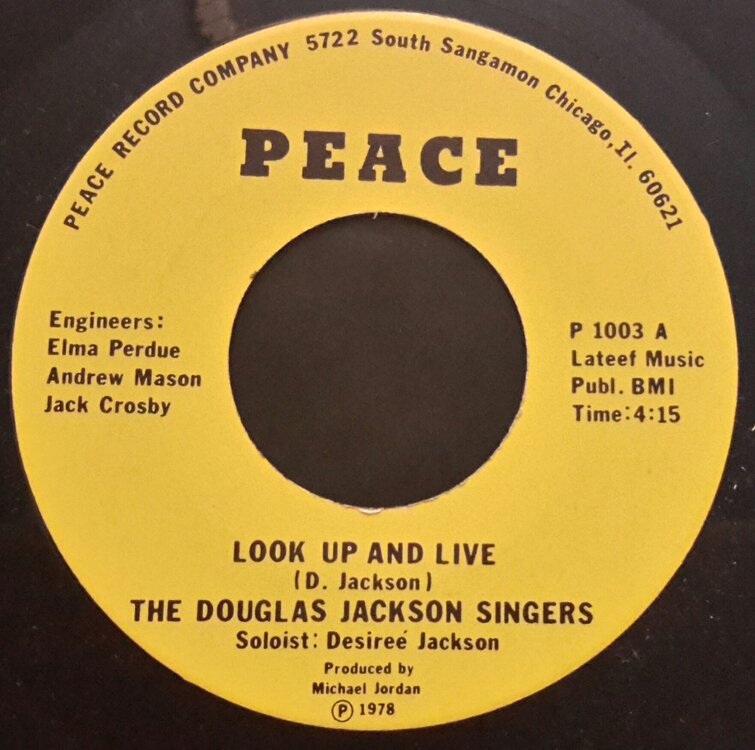 PEACE RECORD COMPANY 5722 South Sangamon Chicago,Il. 60621
PEACE
Engineers:
Elma Perdue
Andrew Mason
Jack Crosby
P 1003 A
Lateef Music
Publ. BMI
Time:4:15
LOOK UP AND LIVE
(D. Jackson)
THE DOUGLAS JACKSON SINGERS
Soloist: Desireé Jackson
Produced by
Michael Jordan
Ⓟ 1978